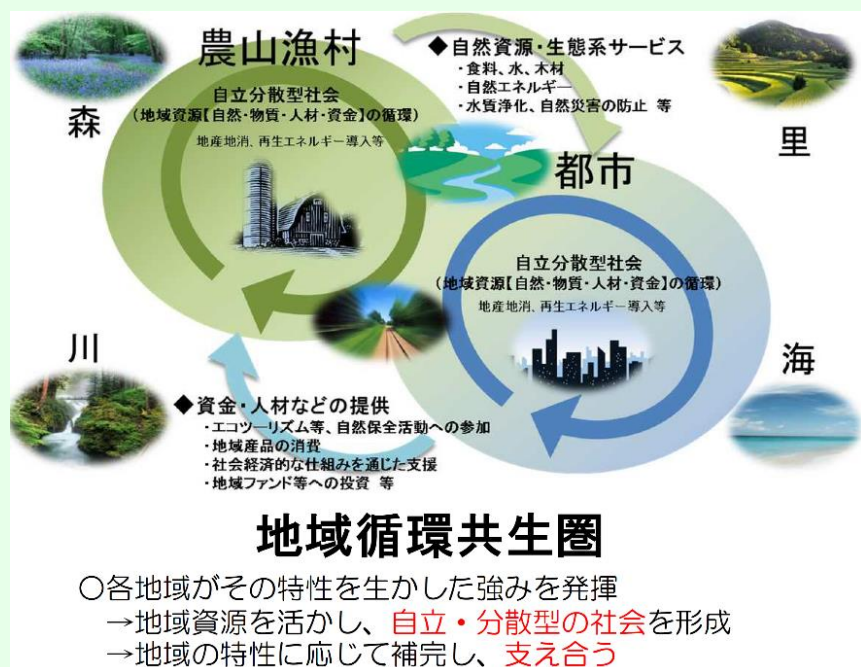 農山漁村
自立分散型社会
(地域資源【自然・物質・人材・資金】の循環)
地産地消、再生エネルギー導入等
森
◆自然資源・生態系サービス
・食料、水、木材
・自然エネルギー
・水質浄化、自然災害の防止 等
里
都市
自立分散型社会
(地域資源【自然・物質・人材・資金】の循環)
地産地消、再生エネルギー導入等
川
海
◆資金・人材などの提供
・エコツーリズム等、自然保全活動への参加
・地域産品の消費
・社会経済的な仕組みを通じた支援
・地域ファンド等への投資 等
地域循環共生圏
○各地域がその特性を生かした強みを発揮
→地域資源を活かし、自立・分散型の社会を形成
→地域の特性に応じて補完し、支え合う